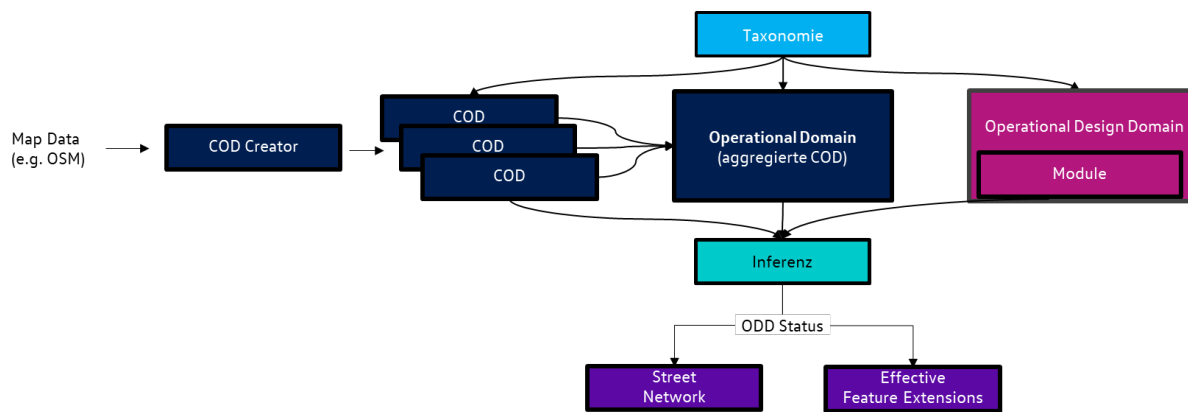 Taxonomie
Map Data
(e.g. OSM)
COD Creator
COD
COD
COD
Operational Domain
(aggregierte COD)
Operational Design Domain
Module
Inferenz
ODD Status
Street
Network
Effective
Feature Extensions